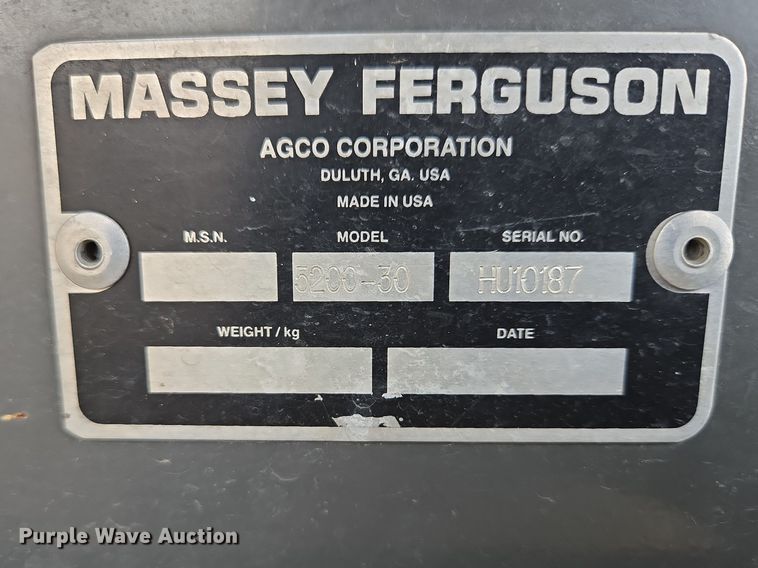 MASSEY FERGUSON
AGCO CORPORATION
DULUTH, GA. USA
MADE IN USA
M.S.N. MODEL SERIAL NO.
5200-30 HU10187
WEIGHT / kg DATE
Purple Wave Auction